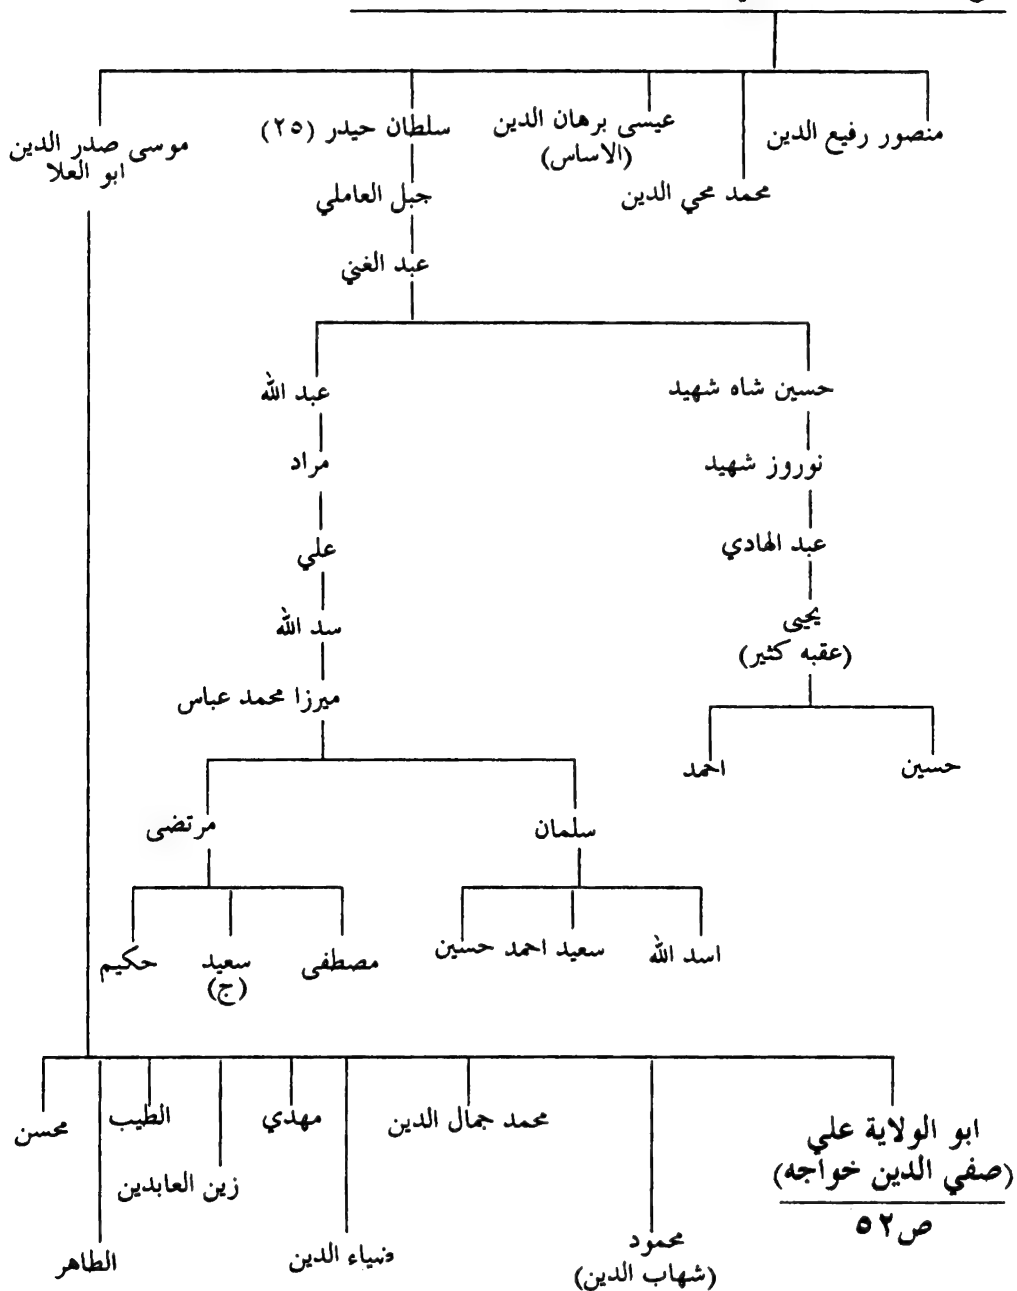 منصور رفيع الدين
محمد محي الدين
عيسى برهان الدين
(الاساس)
سلطان حيدر (٢٥)
موسى صدر الدين
ابو العلا
جبل العاملي
عبد الغني
حسين شاه شهيد
عبد الله
نوروز شهيد
مراد
عبد الهادي
علي
يحيى
(عقبه كثير)
سد الله
ميرزا محمد عباس
حسين
احمد
سلمان
مرتضى
اسد الله
سعيد احمد حسين
مصطفى
سعيد
(ج)
حكيم
ابو الولاية علي
(صفي الدين خواجه)
ص٥٢
محمود
(شهاب الدين)
محمد جمال الدين
ضياء الدين
مهدي
زين العابدين
الطيب
الطاهر
محسن